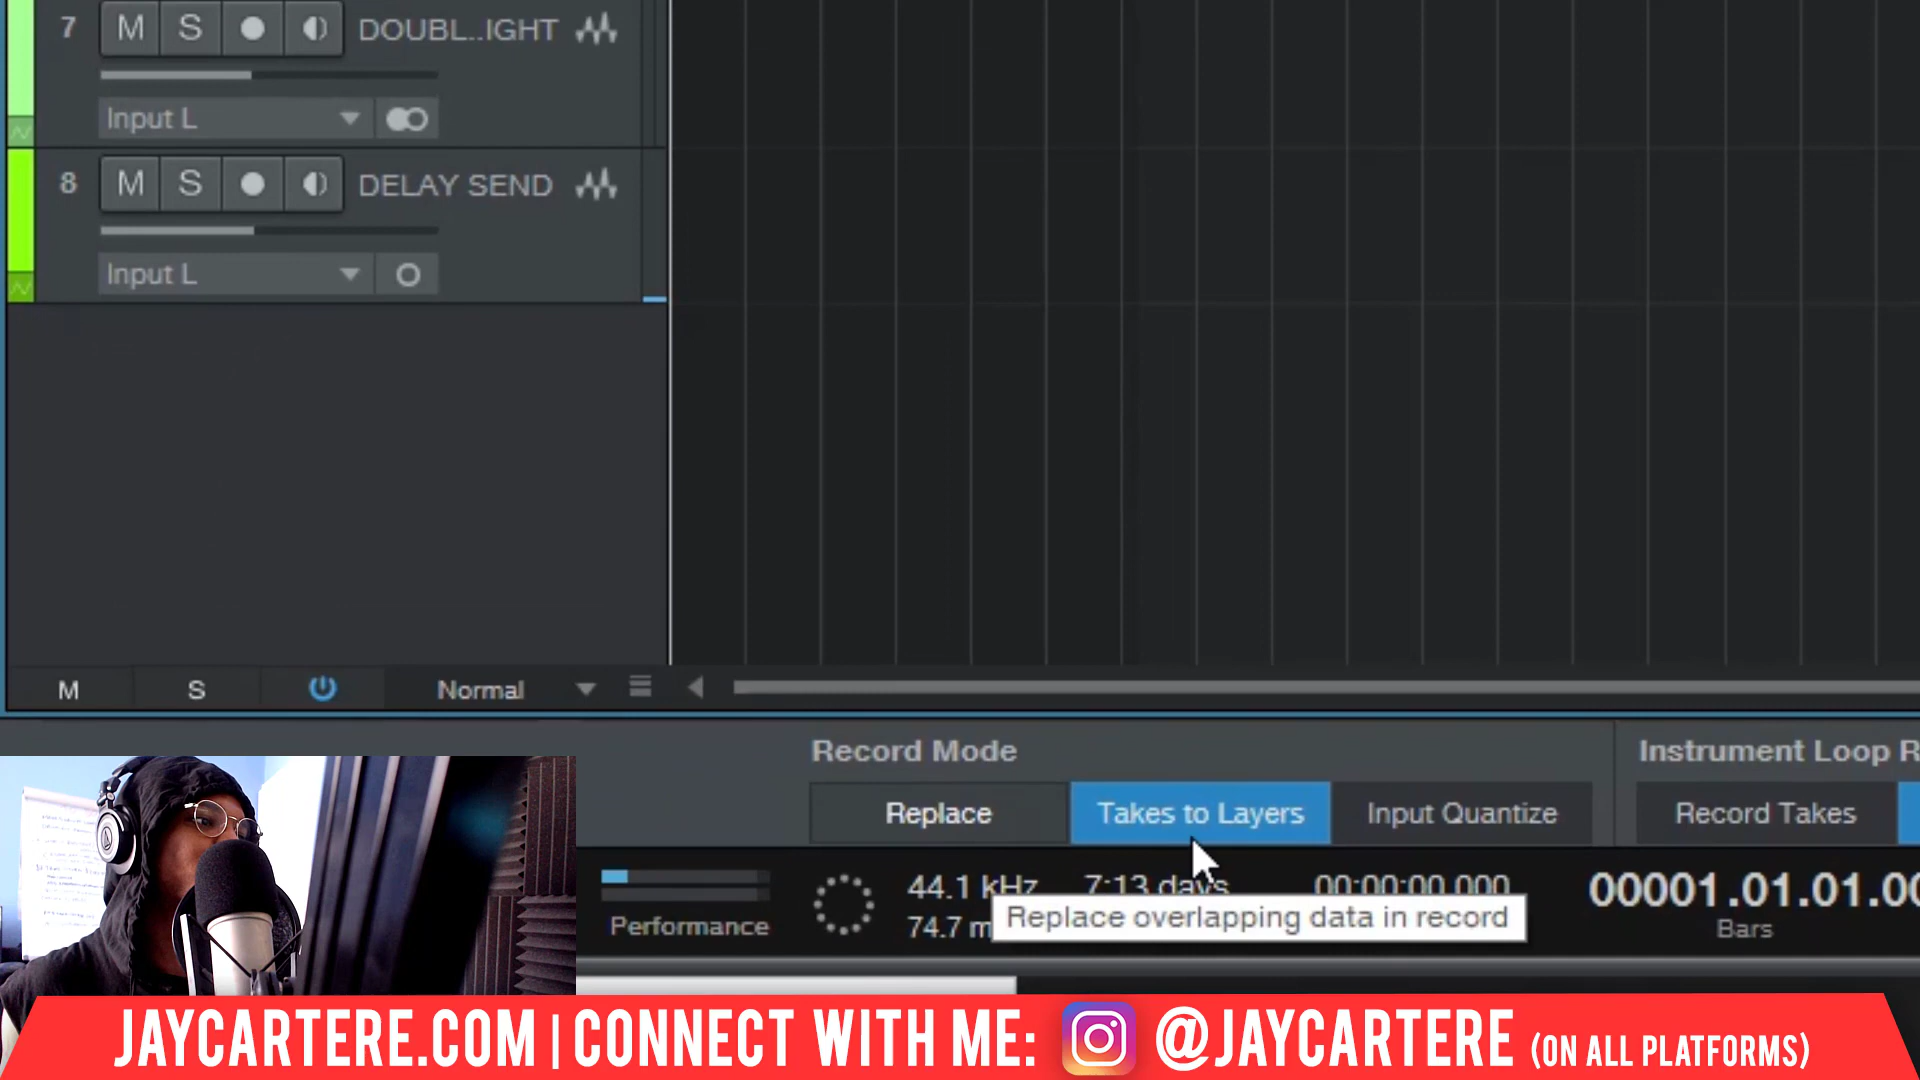 7 M S DOUBL..IGHT
Input L
8 M S DELAY SEND
Input L
M S Normal
Record Mode
Instrument Loop R
Replace
Takes to Layers
Input Quantize
Record Takes
44.1 kHz
7:13 days
00:00:00.000
00001.01.01.00
Performance
74.7 m
Replace overlapping data in record
Bars
JAYCARTERE.COM | CONNECT WITH ME: @JAYCARTERE (ON ALL PLATFORMS)